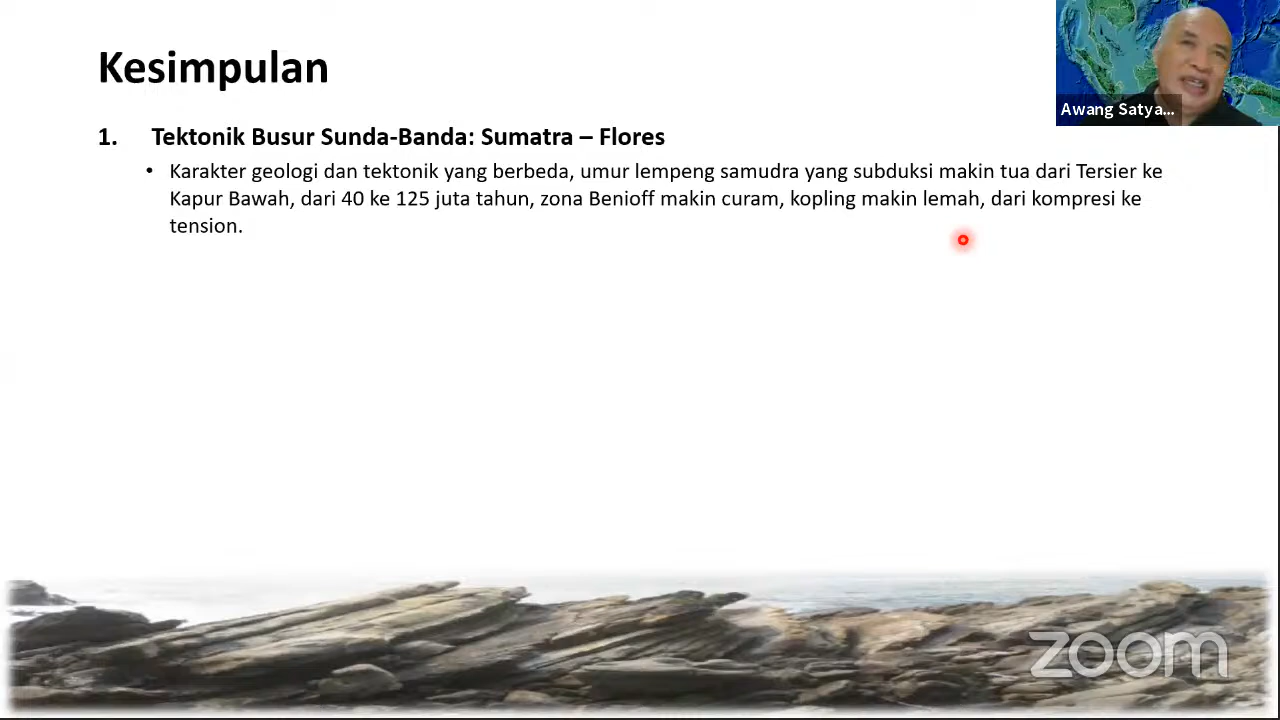 Kesimpulan
Awang Satya...
1. Tektonik Busur Sunda-Banda: Sumatra – Flores
• Karakter geologi dan tektonik yang berbeda, umur lempeng samudra yang subduksi makin tua dari Tersier ke
Kapur Bawah, dari 40 ke 125 juta tahun, zona Benioff makin curam, kopling makin lemah, dari kompresi ke
tension.
zoom